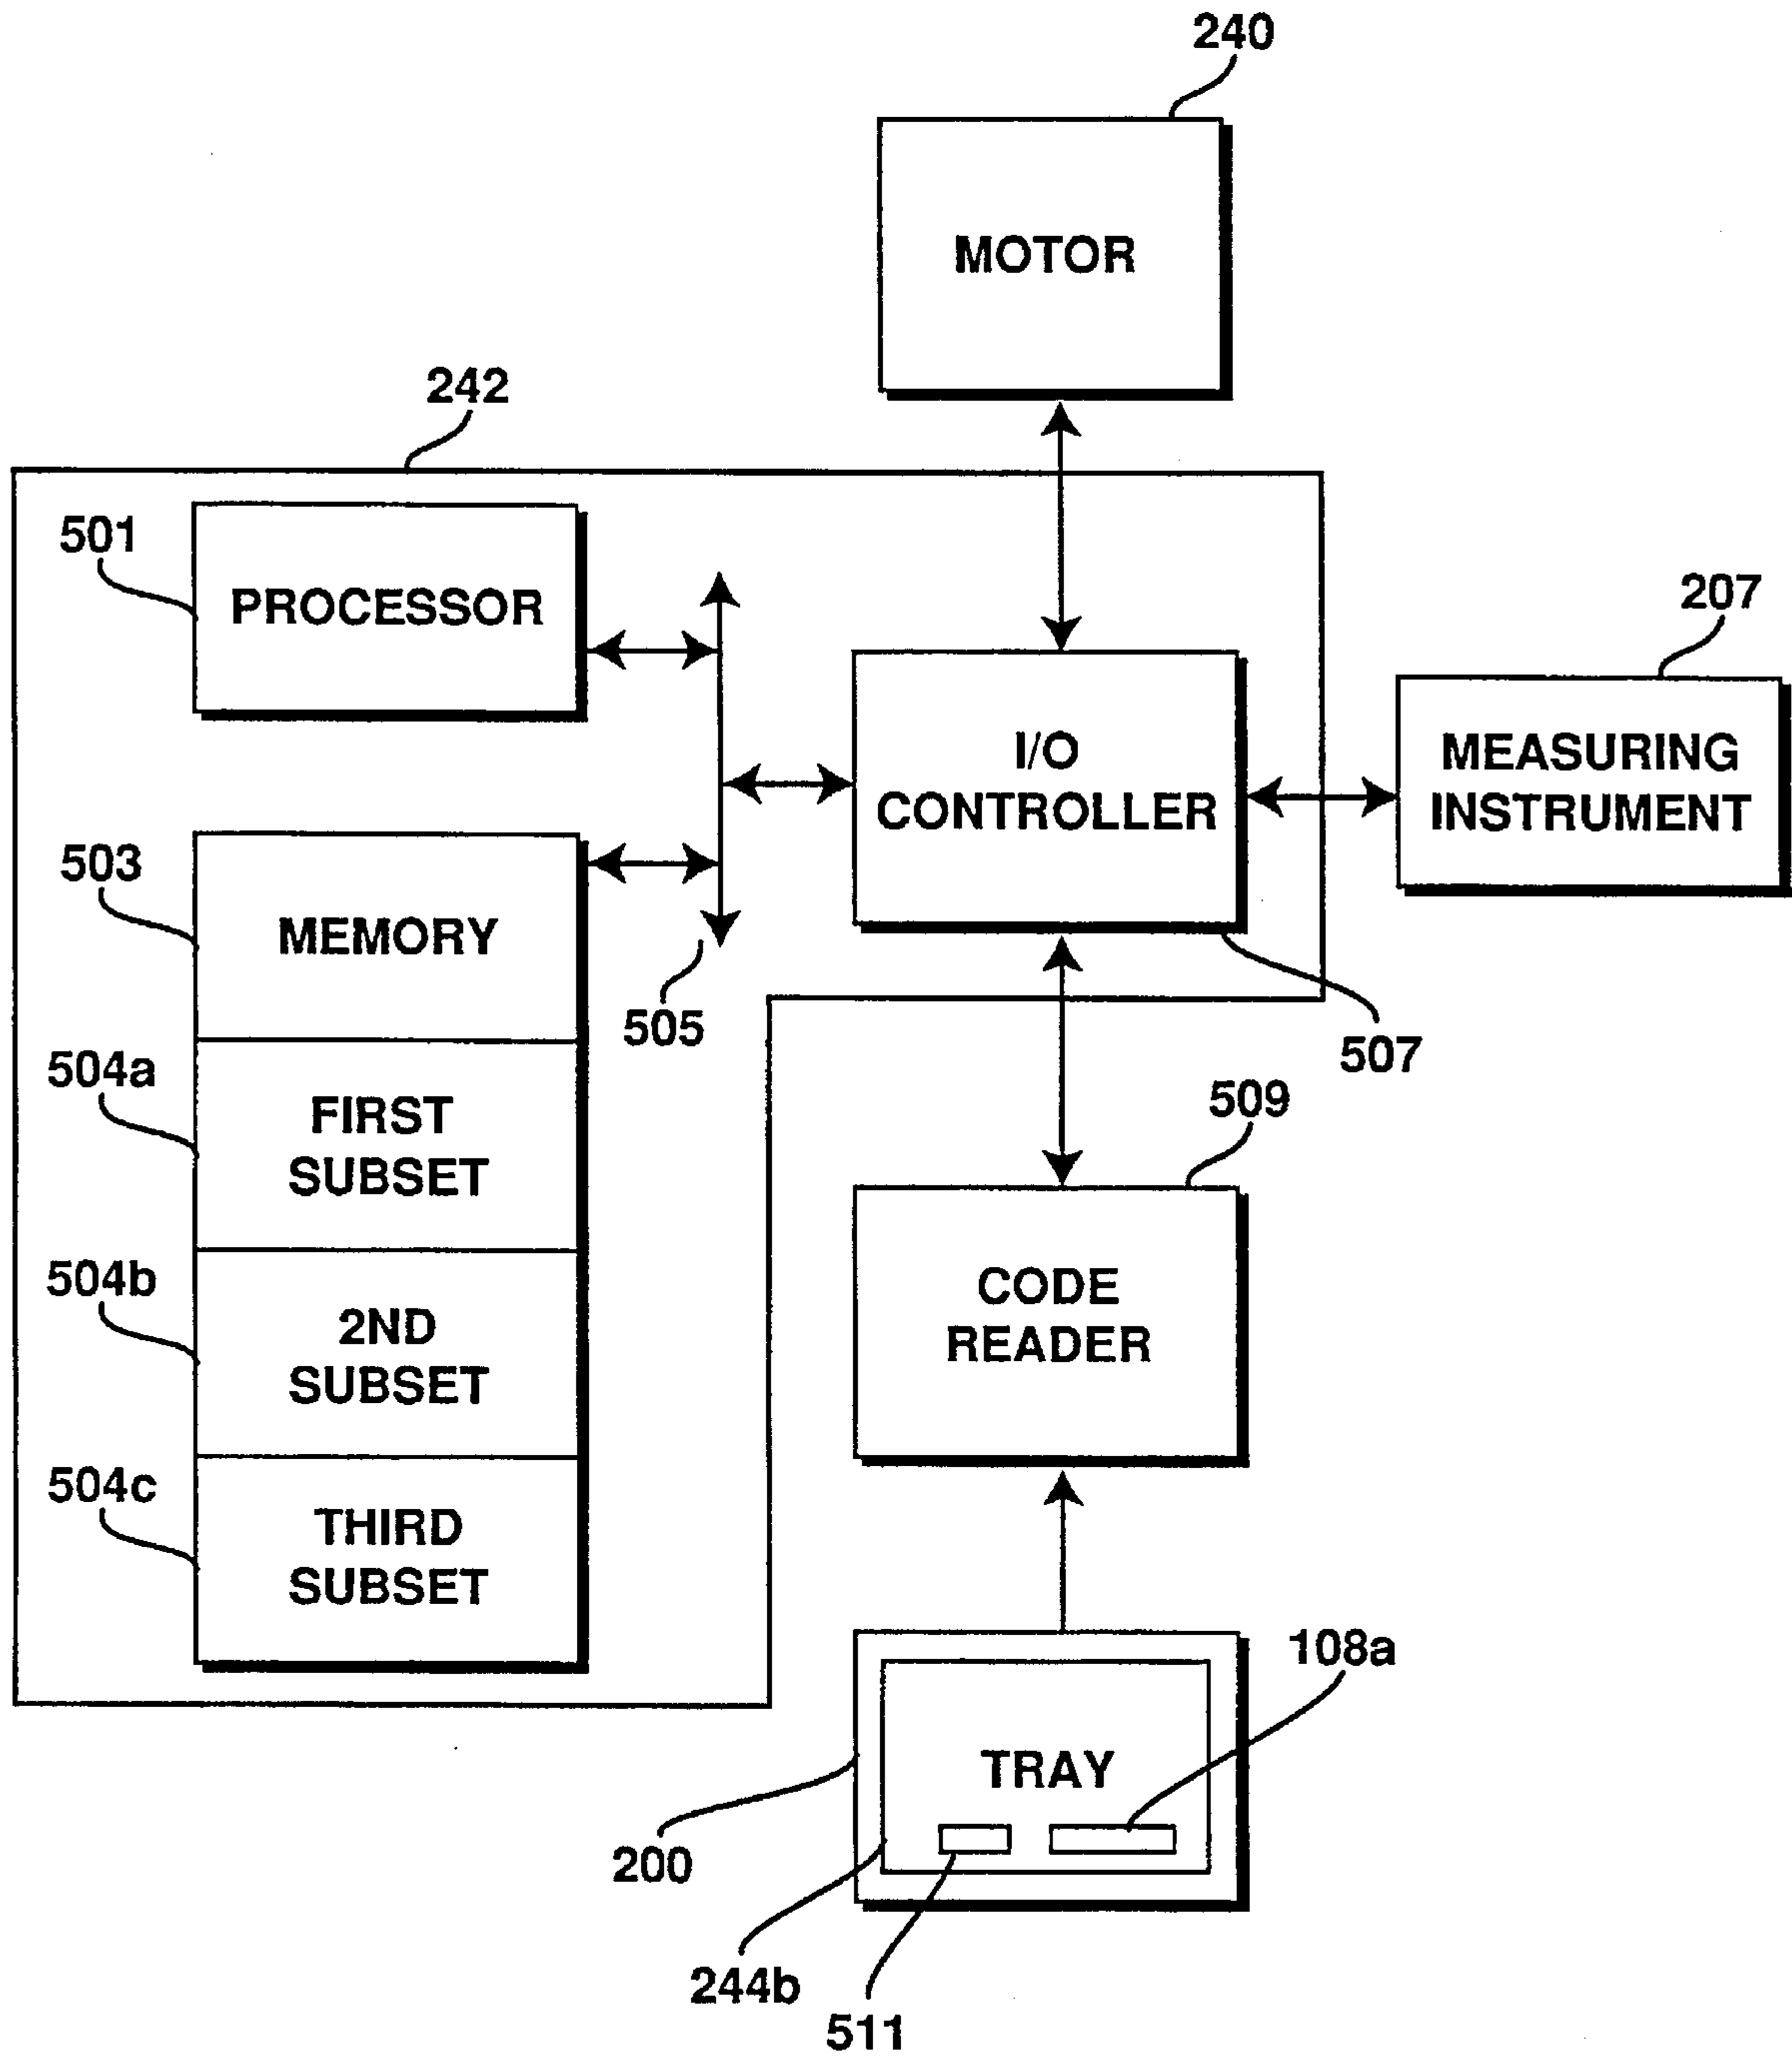 240
MOTOR
242
501
PROCESSOR
207
I/O
CONTROLLER
MEASURING
INSTRUMENT
503
MEMORY
505
507
504a
FIRST
SUBSET
509
504b
2ND
SUBSET
CODE
READER
504c
THIRD
SUBSET
108a
TRAY
200
244b
511